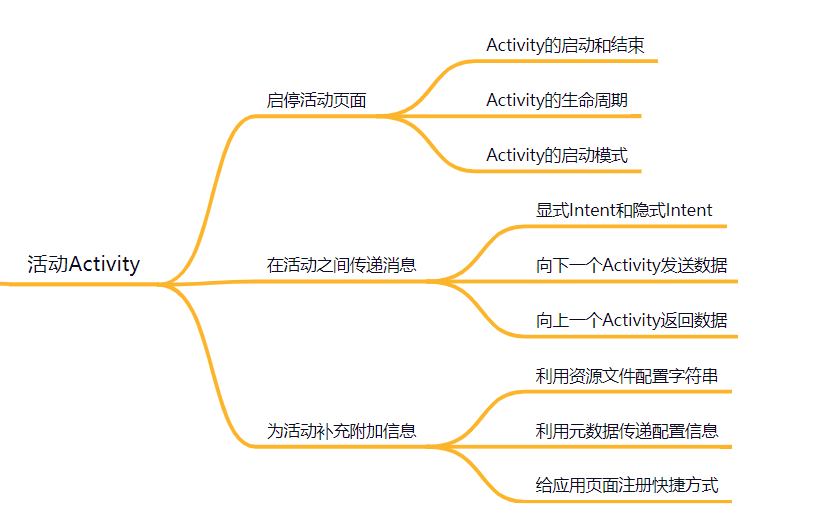 Activity的启动和结束
启停活动页面
Activity的生命周期
Activity的启动模式
显式Intent和隐式Intent
活动Activity
在活动之间传递消息
向下一个Activity发送数据
向上一个Activity返回数据
利用资源文件配置字符串
为活动补充附加信息
利用元数据传递配置信息
给应用页面注册快捷方式